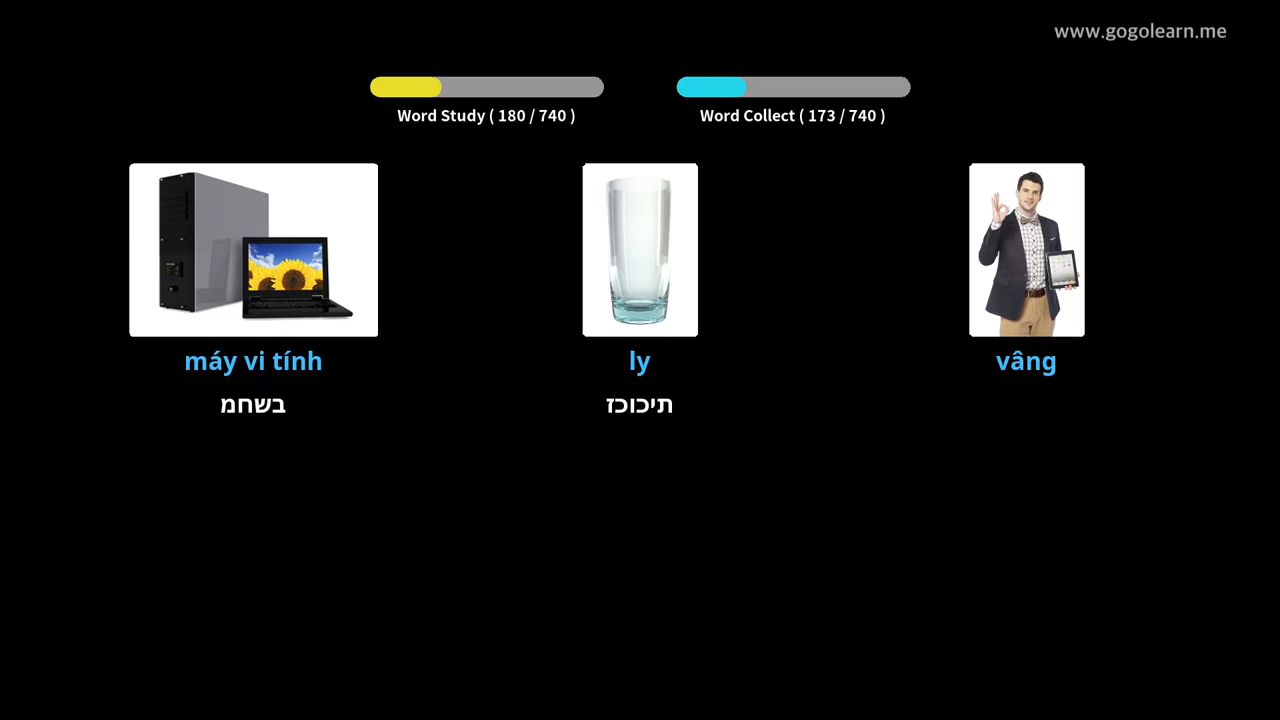 www.gogolearn.me
Word Study ( 180 / 740 )
Word Collect ( 173 / 740 )
máy vi tính
ly
vâng
בשחמ
תיכוכז